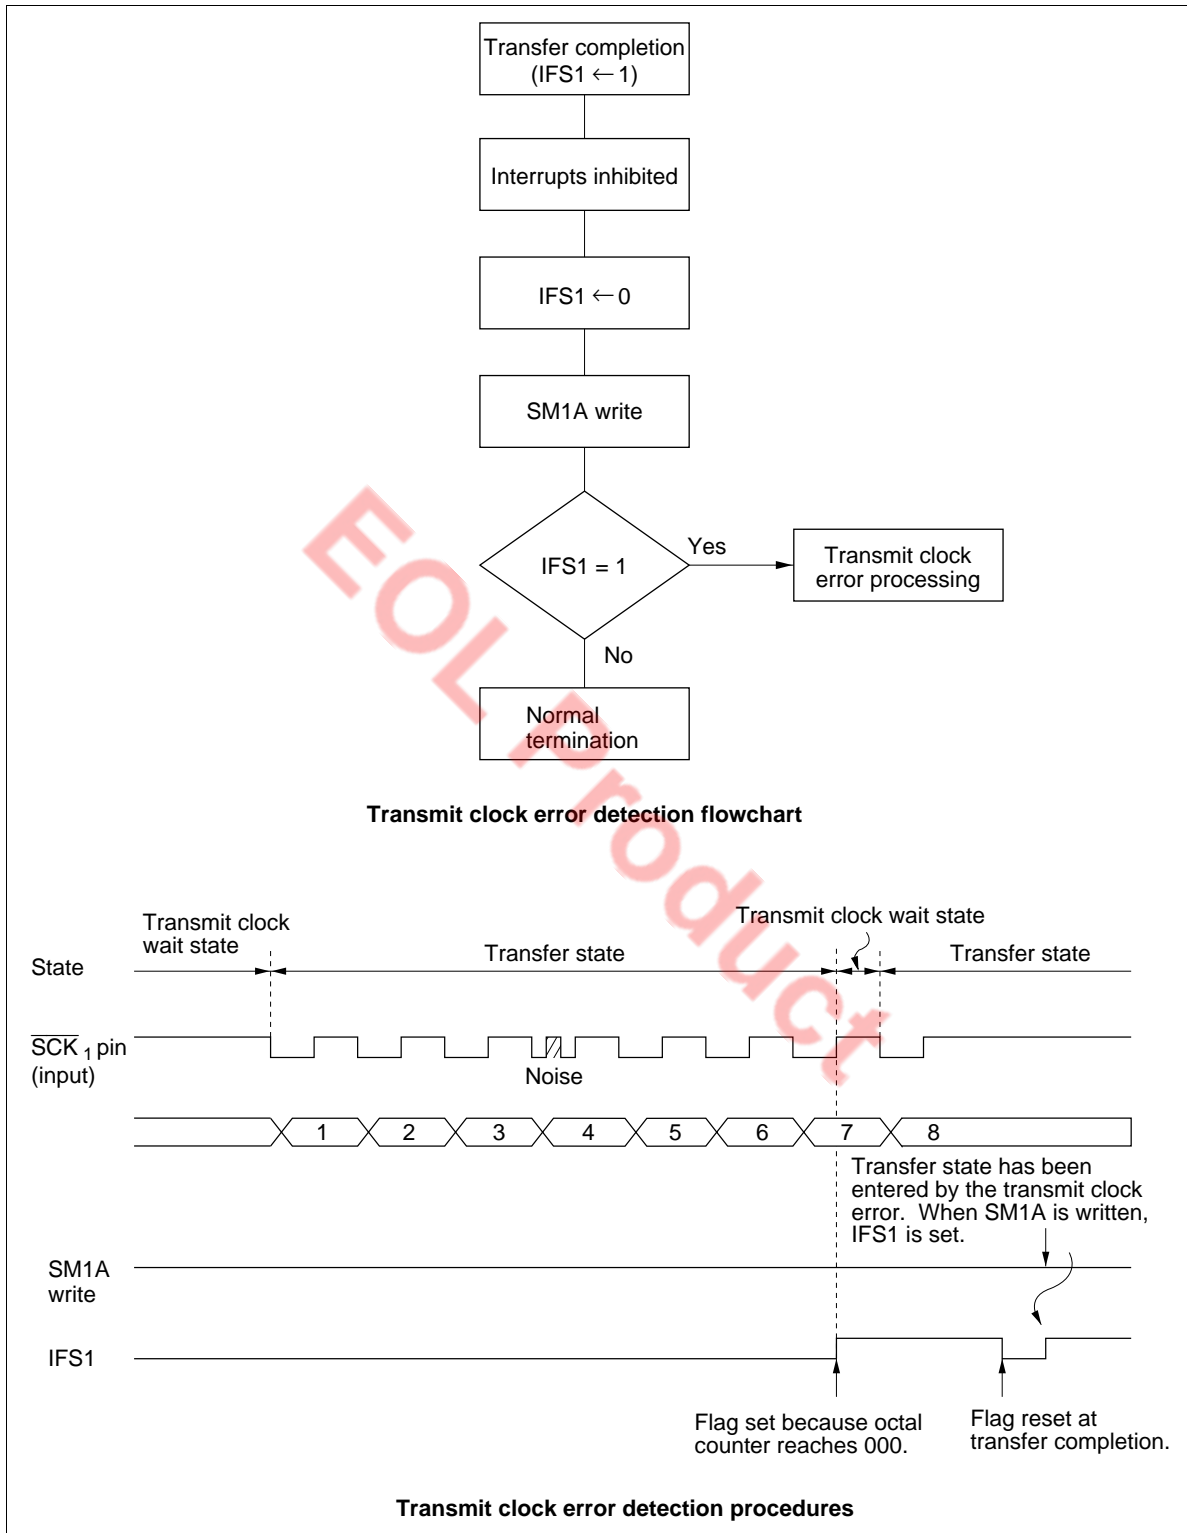 Transfer completion
(IFS1 ← 1)
Interrupts inhibited
IFS1 ← 0
SM1A write
IFS1 = 1
Yes
Transmit clock
error processing
No
Normal
termination
Transmit clock error detection flowchart
EOL Product
Transmit clock
wait state
Transmit clock wait state
State
Transfer state
Transfer state
SCK 1 pin
(input)
Noise
1 2 3 4 5 6 7 8
Transfer state has been
entered by the transmit clock
error. When SM1A is written,
IFS1 is set.
SM1A
write
IFS1
Flag set because octal
counter reaches 000.
Flag reset at
transfer completion.
Transmit clock error detection procedures